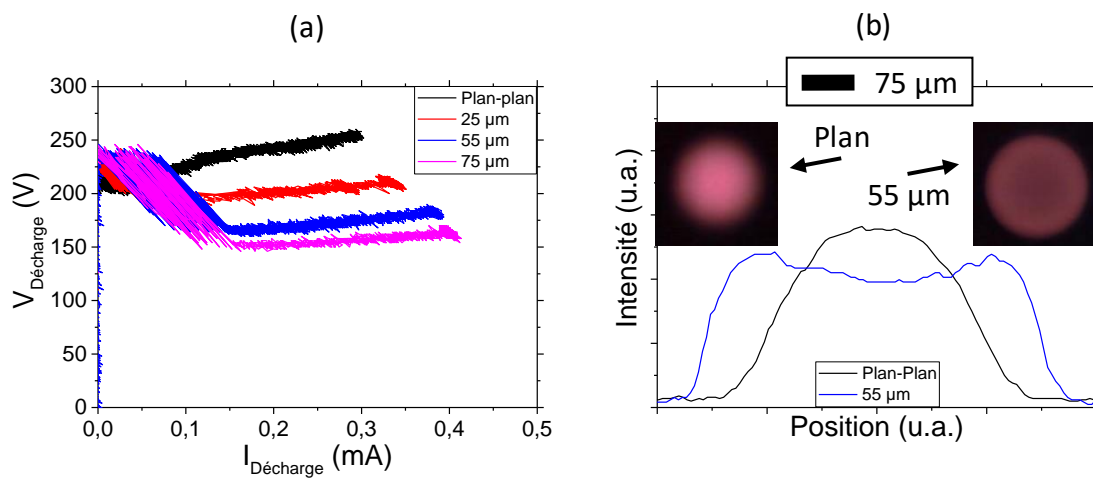 (a)
300
250
200
150
100
50
0
V Décharge (V)
Plan-plan
25 µm
55 µm
75 µm
0,0 0,1 0,2 0,3 0,4 0,5
I Décharge (mA)
(b)
75 µm
Plan
55 µm
Intensité (u.a.)
Plan-Plan
55 µm
Position (u.a.)